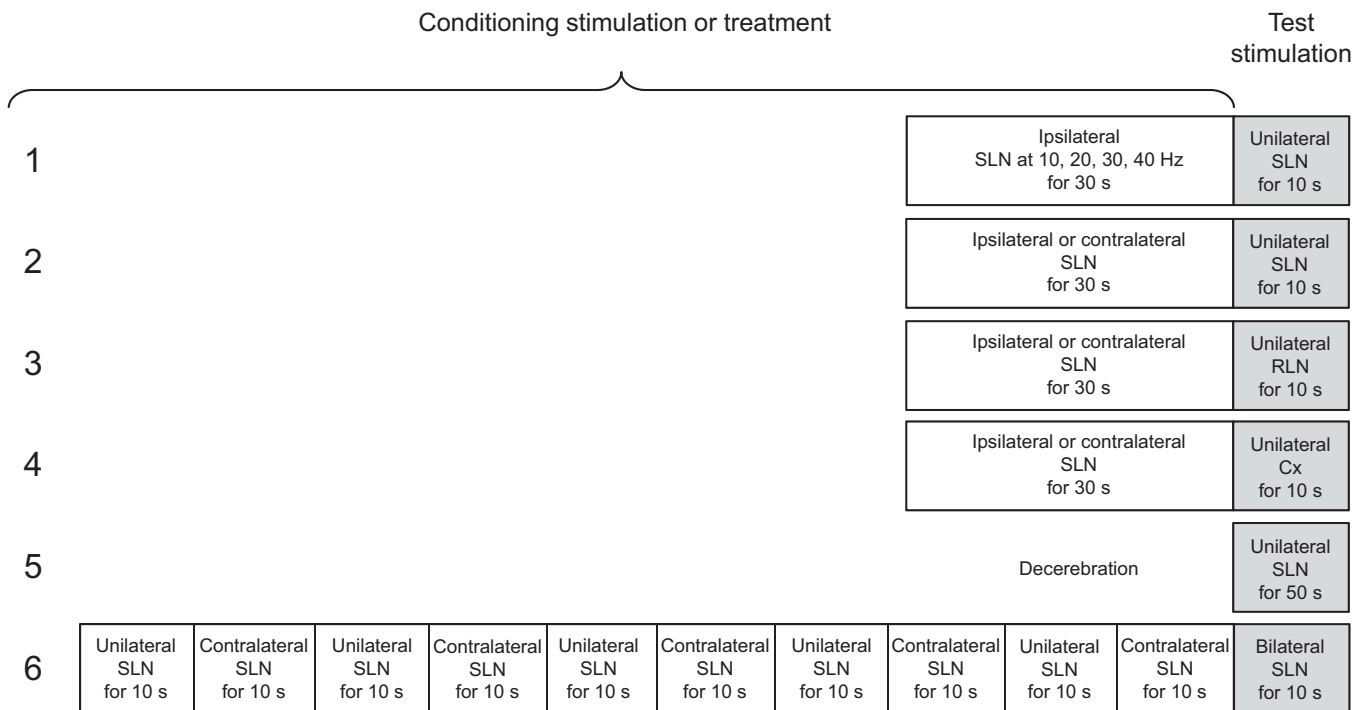 Conditioning stimulation or treatment
Test
stimulation
1
Ipsilateral
SLN at 10, 20, 30, 40 Hz
for 30 s
Unilateral
SLN
for 10 s
2
Ipsilateral or contralateral
SLN
for 30 s
Unilateral
SLN
for 10 s
3
Ipsilateral or contralateral
SLN
for 30 s
Unilateral
RLN
for 10 s
4
Ipsilateral or contralateral
SLN
for 30 s
Unilateral
Cx
for 10 s
5
Decerebration
Unilateral
SLN
for 50 s
6
Unilateral
SLN
for 10 s
Contralateral
SLN
for 10 s
Unilateral
SLN
for 10 s
Contralateral
SLN
for 10 s
Unilateral
SLN
for 10 s
Contralateral
SLN
for 10 s
Unilateral
SLN
for 10 s
Contralateral
SLN
for 10 s
Unilateral
SLN
for 10 s
Contralateral
SLN
for 10 s
Bilateral
SLN
for 10 s